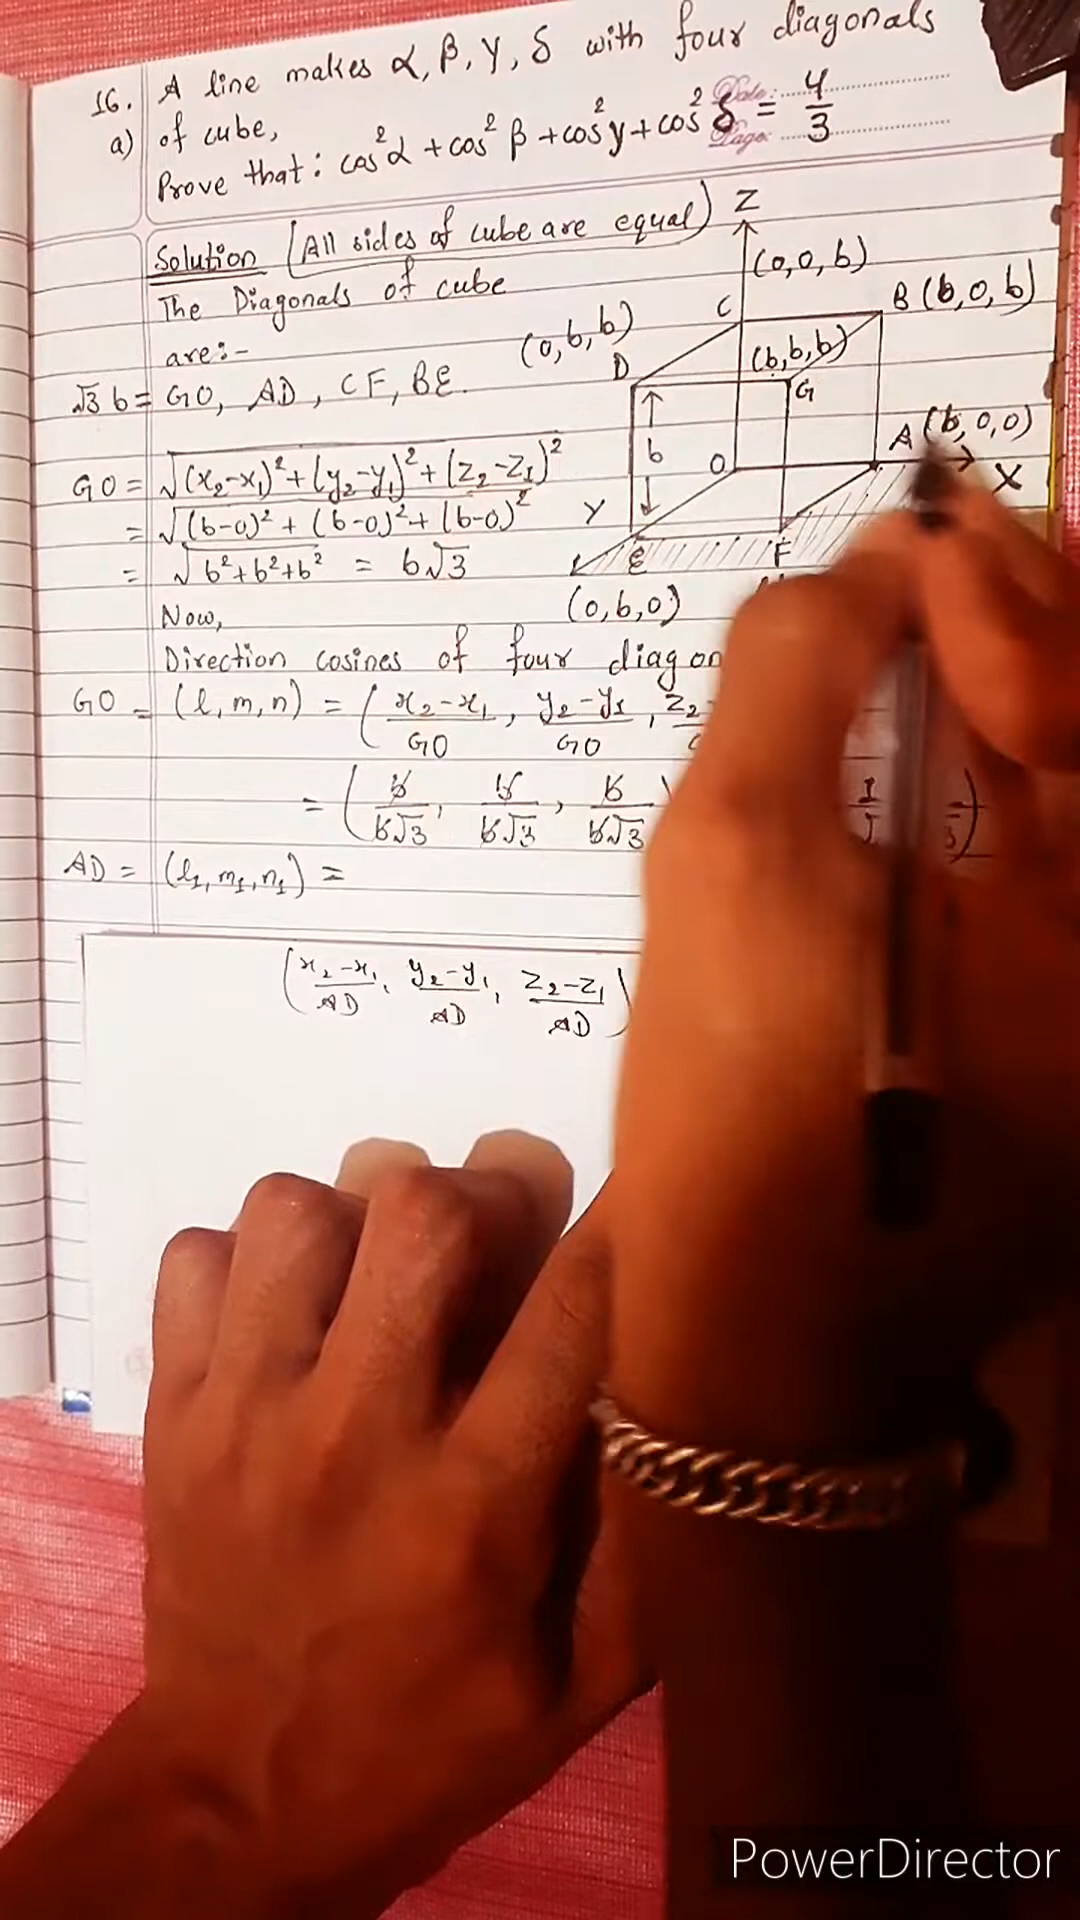 16. A line makes α, β, γ, δ with four diagonals
a) of cube,
Date:
Page:
Prove that: cos²α + cos²β + cos²γ + cos²δ = 4/3
Solution (All sides of cube are equal)
The Diagonals of cube
are:-
√3 b = GO, AD, CF, BE.
Z
(0,0,b)
C
B (b,0,b)
(0,b,b)
D
(b,b,b)
G
b
A (b,0,0)
O
X
Y
E
F
(0,b,0)
GO = √(x₂-x₁)²+(y₂-y₁)²+(z₂-z₁)²
= √(b-0)²+(b-0)²+(b-0)²
= √b²+b²+b² = b√3
Now,
Direction cosines of four diagon
GO = (l,m,n) = (x₂-x₁/GO, y₂-y₁/GO, z₂
= (b/b√3, b/b√3, b/b√3)
AD = (l₁,m₁,n₁) =
(x₂-x₁/AD, y₂-y₁/AD, z₂-z₁/AD)
PowerDirector